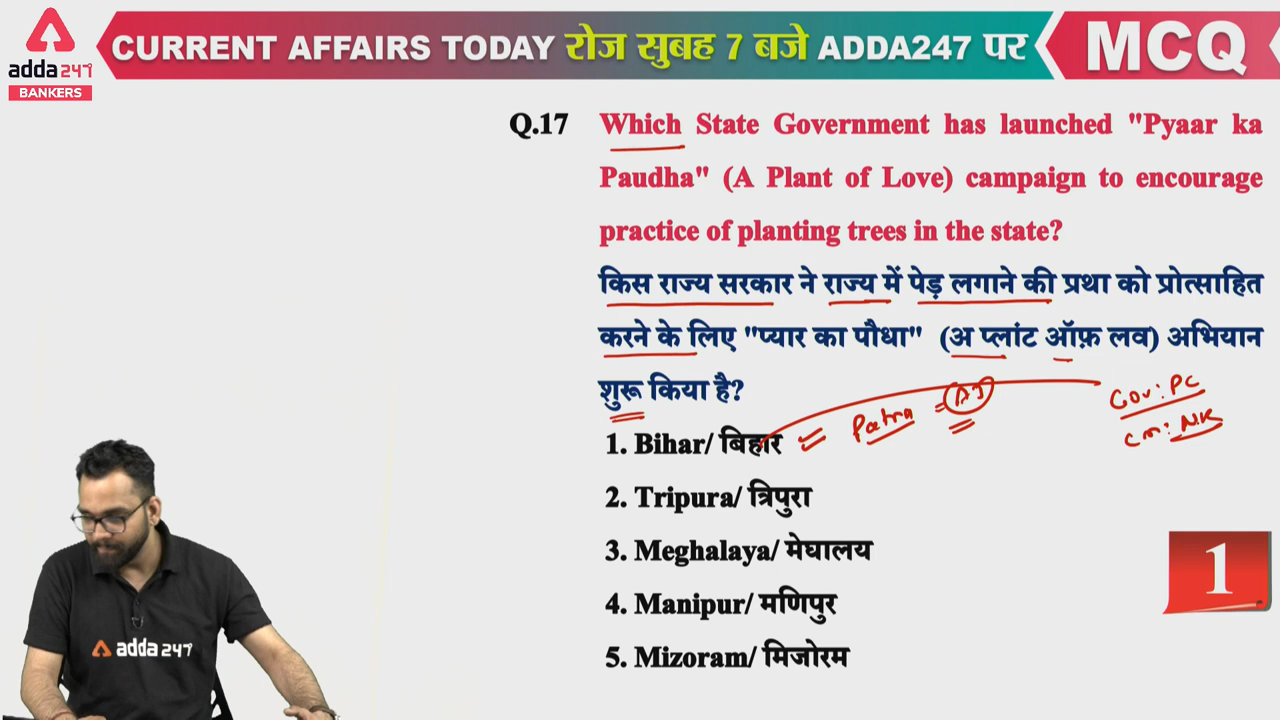 adda247
BANKERS
CURRENT AFFAIRS TODAY रोज सुबह 7 बजे ADDA247 पर
MCQ
Q.17 Which State Government has launched "Pyaar ka
Paudha" (A Plant of Love) campaign to encourage
practice of planting trees in the state?
किस राज्य सरकार ने राज्य में पेड़ लगाने की प्रथा को प्रोत्साहित
करने के लिए "प्यार का पौधा" (अ प्लांट ऑफ़ लव) अभियान
शुरू किया है?
Gov: PC
CM: NK
1. Bihar/ बिहार
2. Tripura/ त्रिपुरा
3. Meghalaya/ मेघालय
4. Manipur/ मणिपुर
5. Mizoram/ मिजोरम
1
adda247